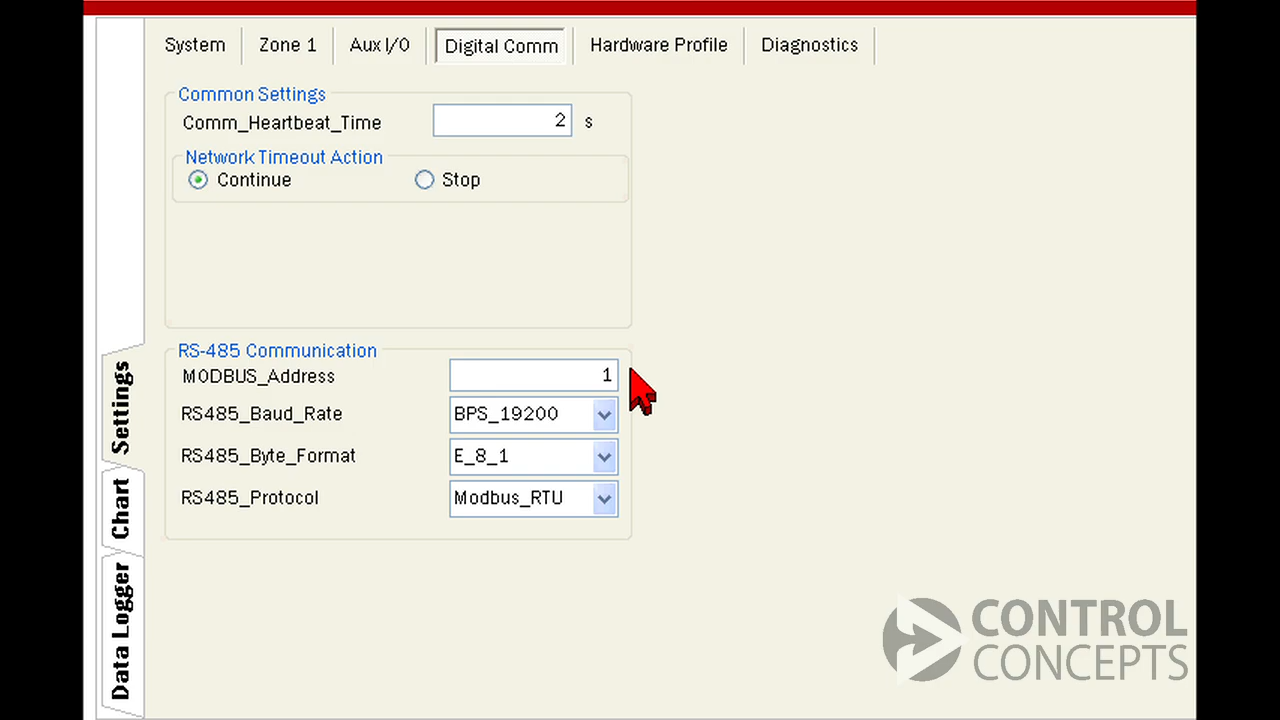 System Zone 1 Aux I/O Digital Comm Hardware Profile Diagnostics
Common Settings
Comm_Heartbeat_Time 2 s
Network Timeout Action
Continue Stop
RS-485 Communication
MODBUS_Address 1
RS485_Baud_Rate BPS_19200
RS485_Byte_Format E_8_1
RS485_Protocol Modbus_RTU
Settings
Chart
Data Logger
CONTROL
CONCEPTS